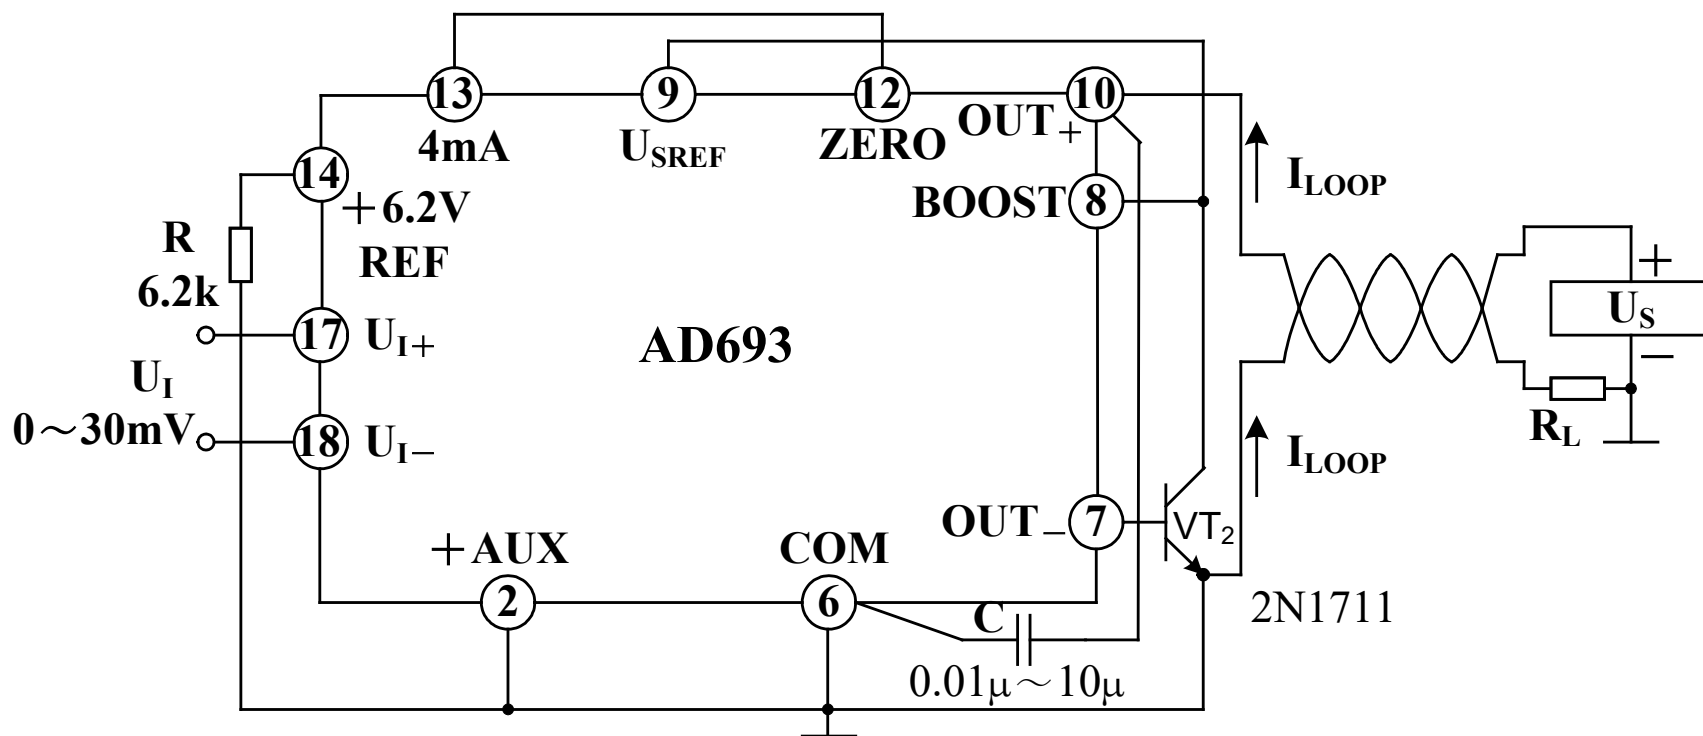 13
9
12
10
4mA
U_SREF
ZERO
OUT+
I_LOOP
14
+6.2V
REF
BOOST
8
R
6.2k
17
U_I+
AD693
+
U_S
−
U_I
0～30mV
18
U_I−
R_L
I_LOOP
OUT−
7
VT2
+AUX
COM
2
6
C
2N1711
0.01μ～10μ